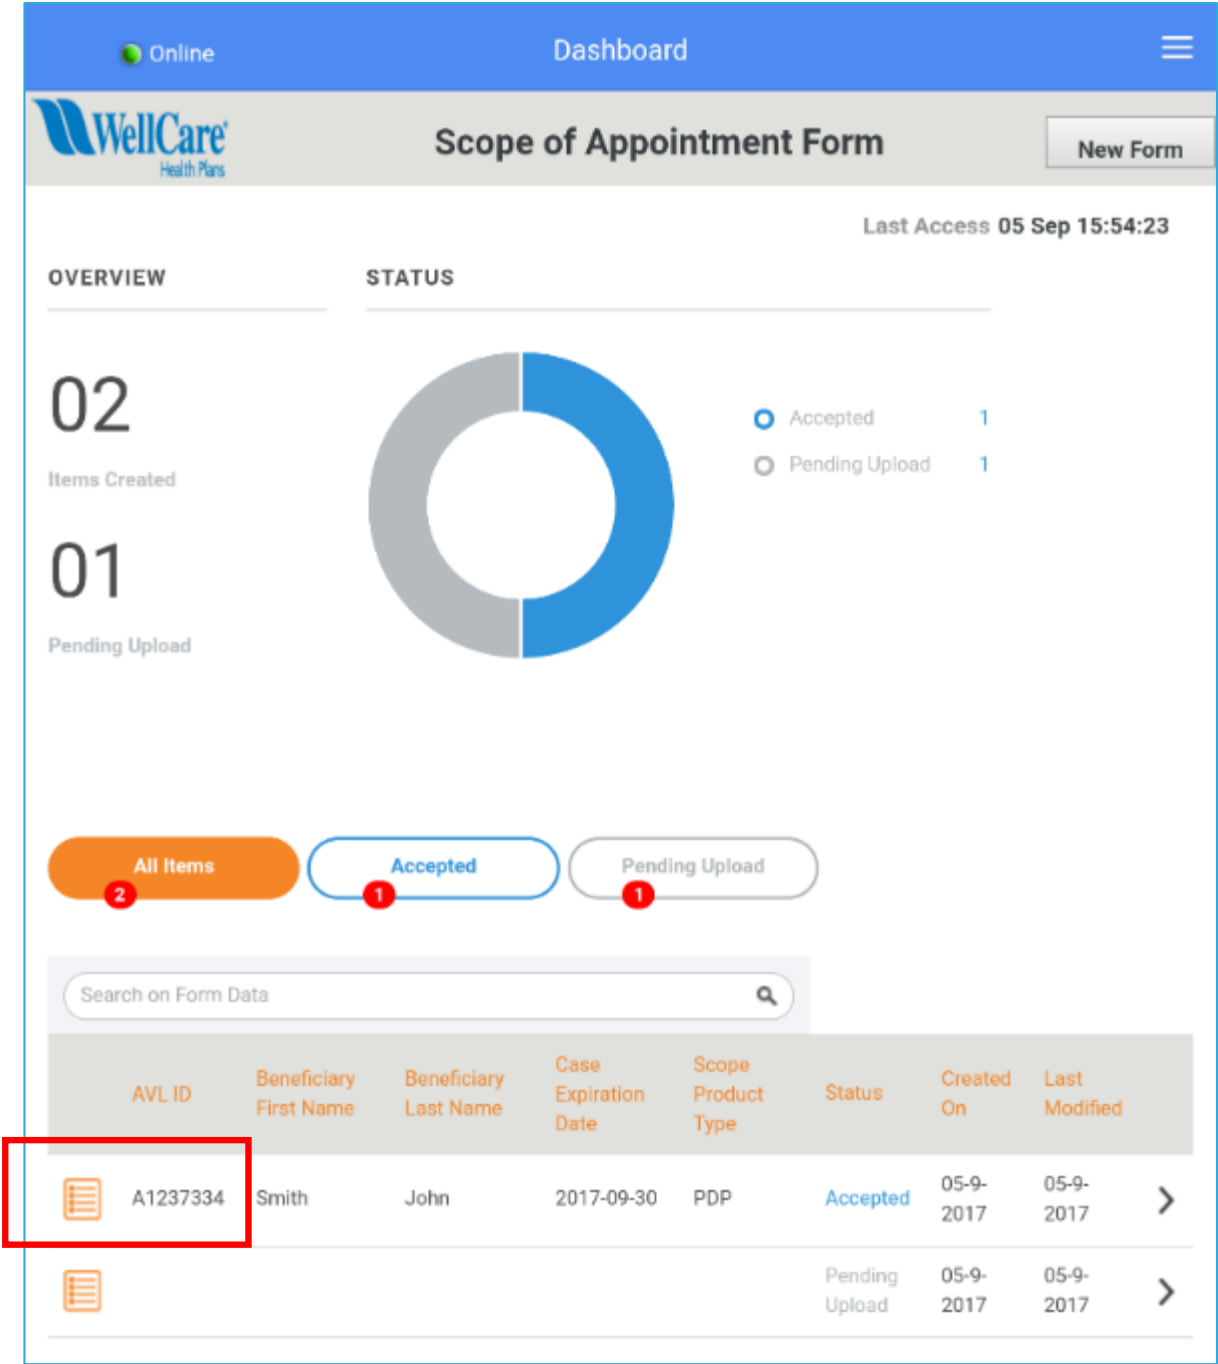 Online
Dashboard
WellCare
Health Plans
Scope of Appointment Form
New Form
Last Access 05 Sep 15:54:23
OVERVIEW
STATUS
02
Items Created
01
Pending Upload
Accepted 1
Pending Upload 1
All Items
2
Accepted
1
Pending Upload
1
Search on Form Data
AVL ID
Beneficiary
First Name
Beneficiary
Last Name
Case
Expiration
Date
Scope
Product
Type
Status
Created
On
Last
Modified
A1237334
Smith
John
2017-09-30
PDP
Accepted
05-9-
2017
05-9-
2017
Pending
Upload
05-9-
2017
05-9-
2017